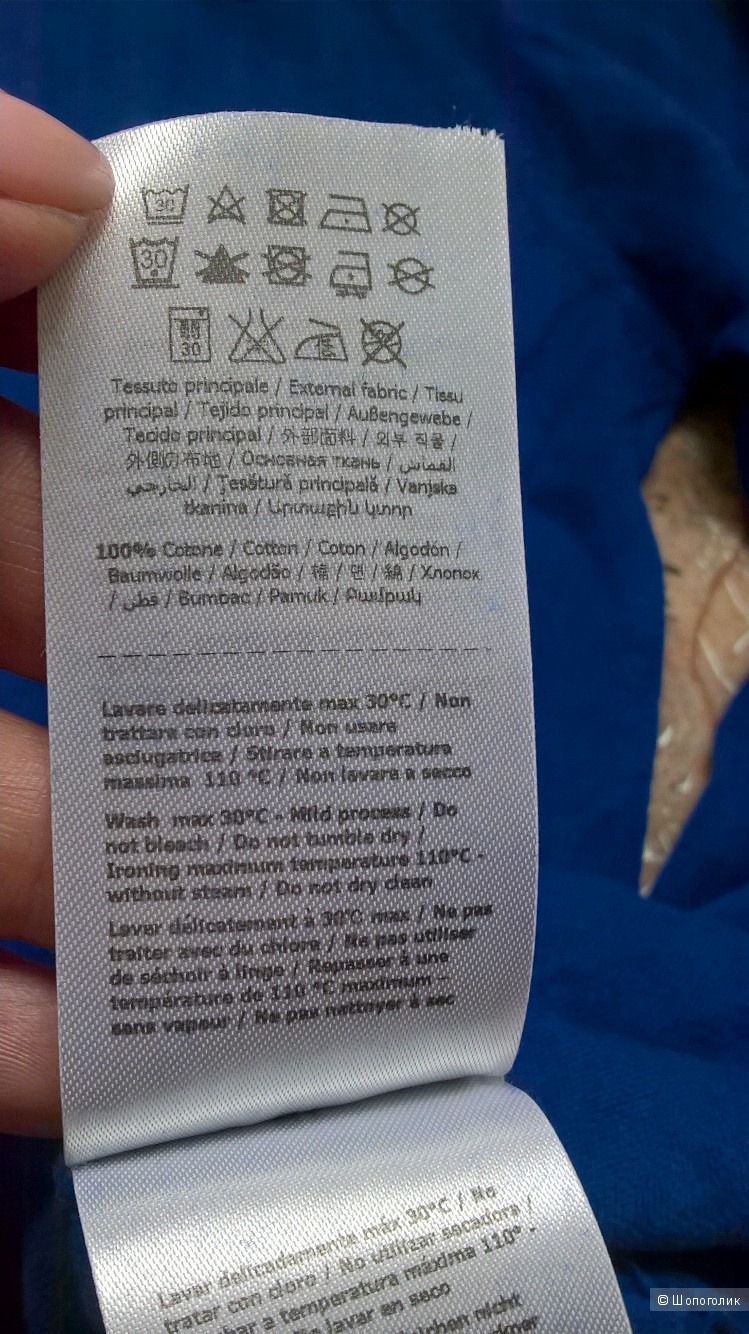 30
30
30
Tessuto principale / External fabric / Tissu
principal / Tejido principal / Außengewebe /
Tecido principal / 外部面料 / 외부 직물 /
外側の布地 / Основная ткань / القماش
الخارجي / Țesătură principală / Vanjska
tkanina / Արտաքին կտոր
100% Cotone / Cotton / Coton / Algodón /
Baumwolle / Algodão / 棉 / 면 / 綿 / Хлопок
/ قطن / Bumbac / Pamuk / Բամբակ
Lavare delicatamente max 30°C / Non
trattare con cloro / Non usare
asciugatrice / Stirare a temperatura
massima 110 °C / Non lavare a secco
Wash max 30°C - Mild process / Do
not bleach / Do not tumble dry /
Ironing maximum temperature 110°C -
without steam / Do not dry clean
Laver délicatement à 30°C max / Ne pas
traiter avec du chlore / Ne pas utiliser
de séchoir à linge / Repasser à une
température de 110 °C maximum -
sans vapeur / Ne pas nettoyer à sec
Lavar delicadamente máx 30°C / No
tratar con cloro / No utilizar secadora /
a temperatura máxima 110° -
lavar en seco
nicht
© Шопоголик